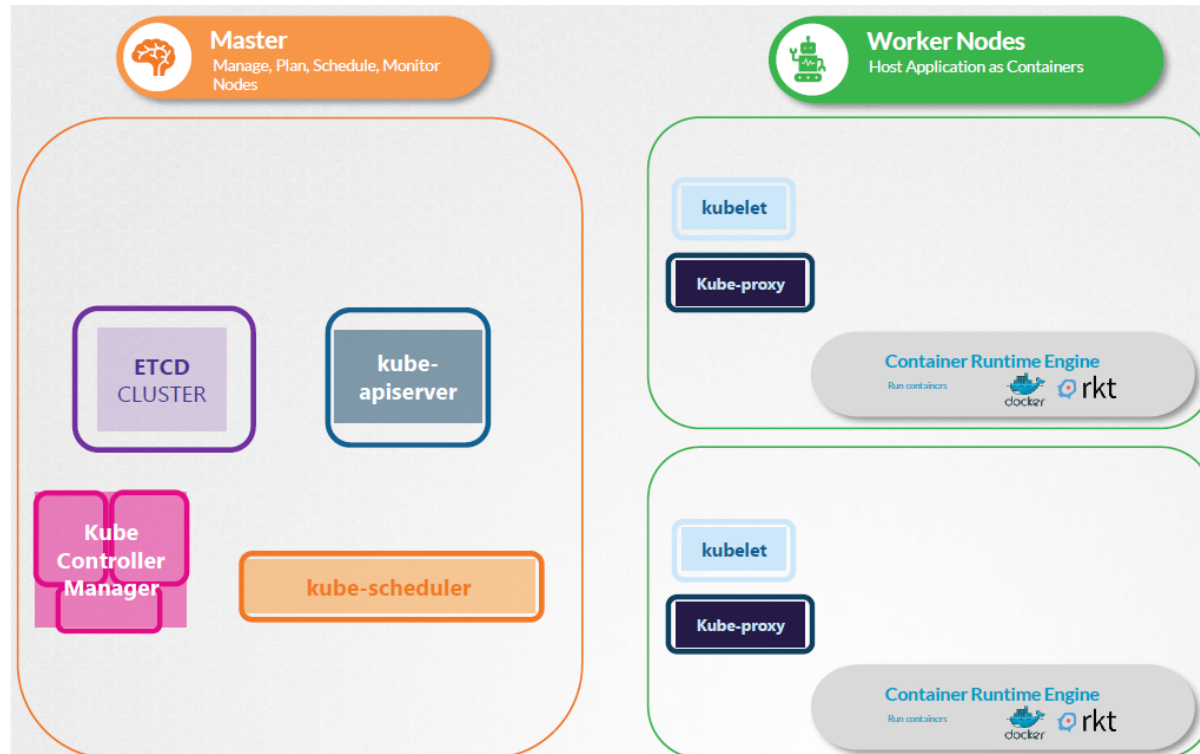 Master
Manage, Plan, Schedule, Monitor
Nodes
ETCD
CLUSTER
kube-
apiserver
Kube
Controller
Manager
kube-scheduler
Worker Nodes
Host Application as Containers
kubelet
Kube-proxy
Container Runtime Engine
Run containers
docker
rkt
kubelet
Kube-proxy
Container Runtime Engine
Run containers
docker
rkt